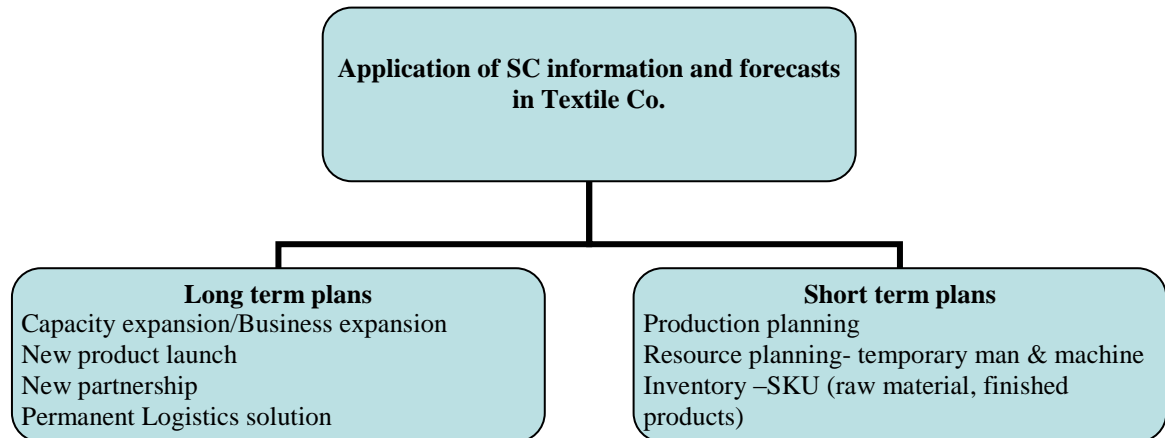 Application of SC information and forecasts
in Textile Co.
Long term plans
Capacity expansion/Business expansion
New product launch
New partnership
Permanent Logistics solution
Short term plans
Production planning
Resource planning- temporary man & machine
Inventory –SKU (raw material, finished
products)